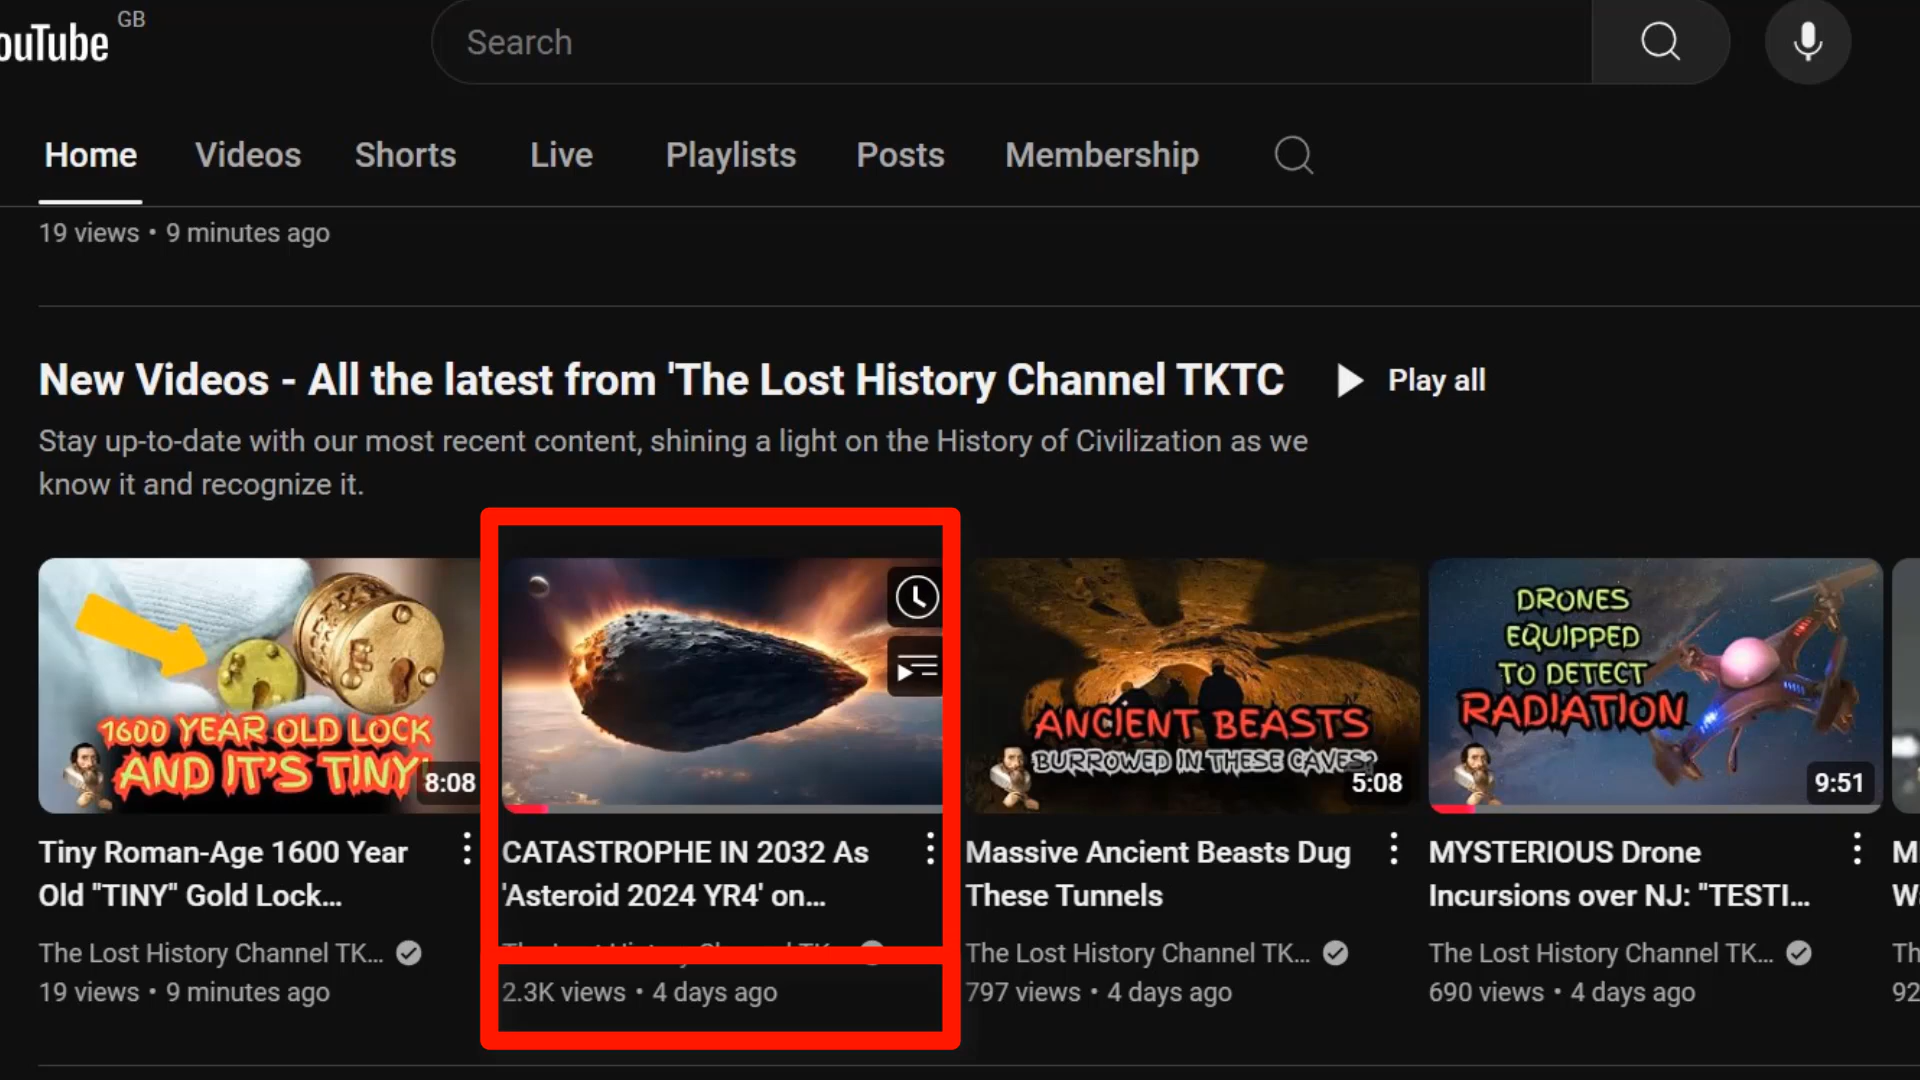 ouTube GB
Search
Home Videos Shorts Live Playlists Posts Membership
19 views • 9 minutes ago
New Videos - All the latest from 'The Lost History Channel TKTC
Play all
Stay up-to-date with our most recent content, shining a light on the History of Civilization as we
know it and recognize it.
1600 YEAR OLD LOCK
AND IT'S TINY
8:08
Tiny Roman-Age 1600 Year
Old "TINY" Gold Lock...
The Lost History Channel TK...
19 views • 9 minutes ago
CATASTROPHE IN 2032 As
'Asteroid 2024 YR4' on...
2.3K views • 4 days ago
ANCIENT BEASTS
BURROWED IN THESE CAVES?
5:08
Massive Ancient Beasts Dug
These Tunnels
The Lost History Channel TK...
797 views • 4 days ago
DRONES
EQUIPPED
TO DETECT
RADIATION
9:51
MYSTERIOUS Drone
Incursions over NJ: "TESTI...
The Lost History Channel TK...
690 views • 4 days ago
Th
92